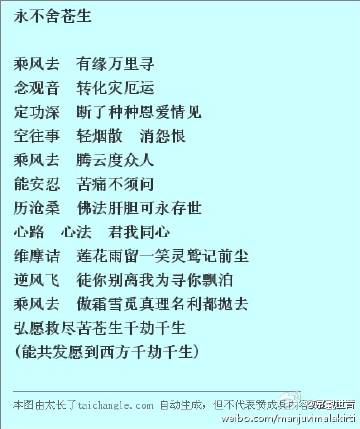 永不舍苍生
乘风去 有缘万里寻
念观音 转化灾厄运
定功深 断了种种恩爱情见
空往事 轻烟散 消怨恨
乘风去 腾云度众人
能安忍 苦痛不须问
历沧桑 佛法肝胆可永存世
心路 心法 君我同心
维摩诘 莲花雨留一笑灵鹫记前尘
逆风飞 徒你别离我为寻你飘泊
乘风去 傲霜雪觅真理名利都抛去
弘愿救尽苦苍生千劫千生
(能共发愿到西方千劫千生)
本图由太长了taichangle.com 自动生成，但不代表赞成其内容
weibo.com/manjuvimalakirti